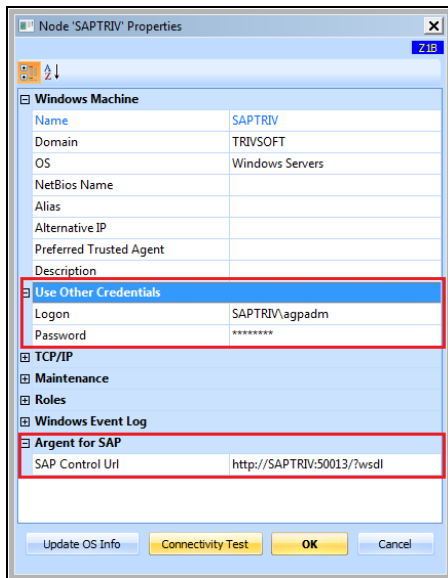 Node 'SAPTRIV' Properties
Z1B
Windows Machine
Name SAPTRIV
Domain TRIVSOFT
OS Windows Servers
NetBios Name
Alias
Alternative IP
Preferred Trusted Agent
Description
Use Other Credentials
Logon SAPTRIV\agpadm
Password ********
TCP/IP
Maintenance
Roles
Windows Event Log
Argent for SAP
SAP Control Url http://SAPTRIV:50013/?wsdl
Update OS Info Connectivity Test OK Cancel